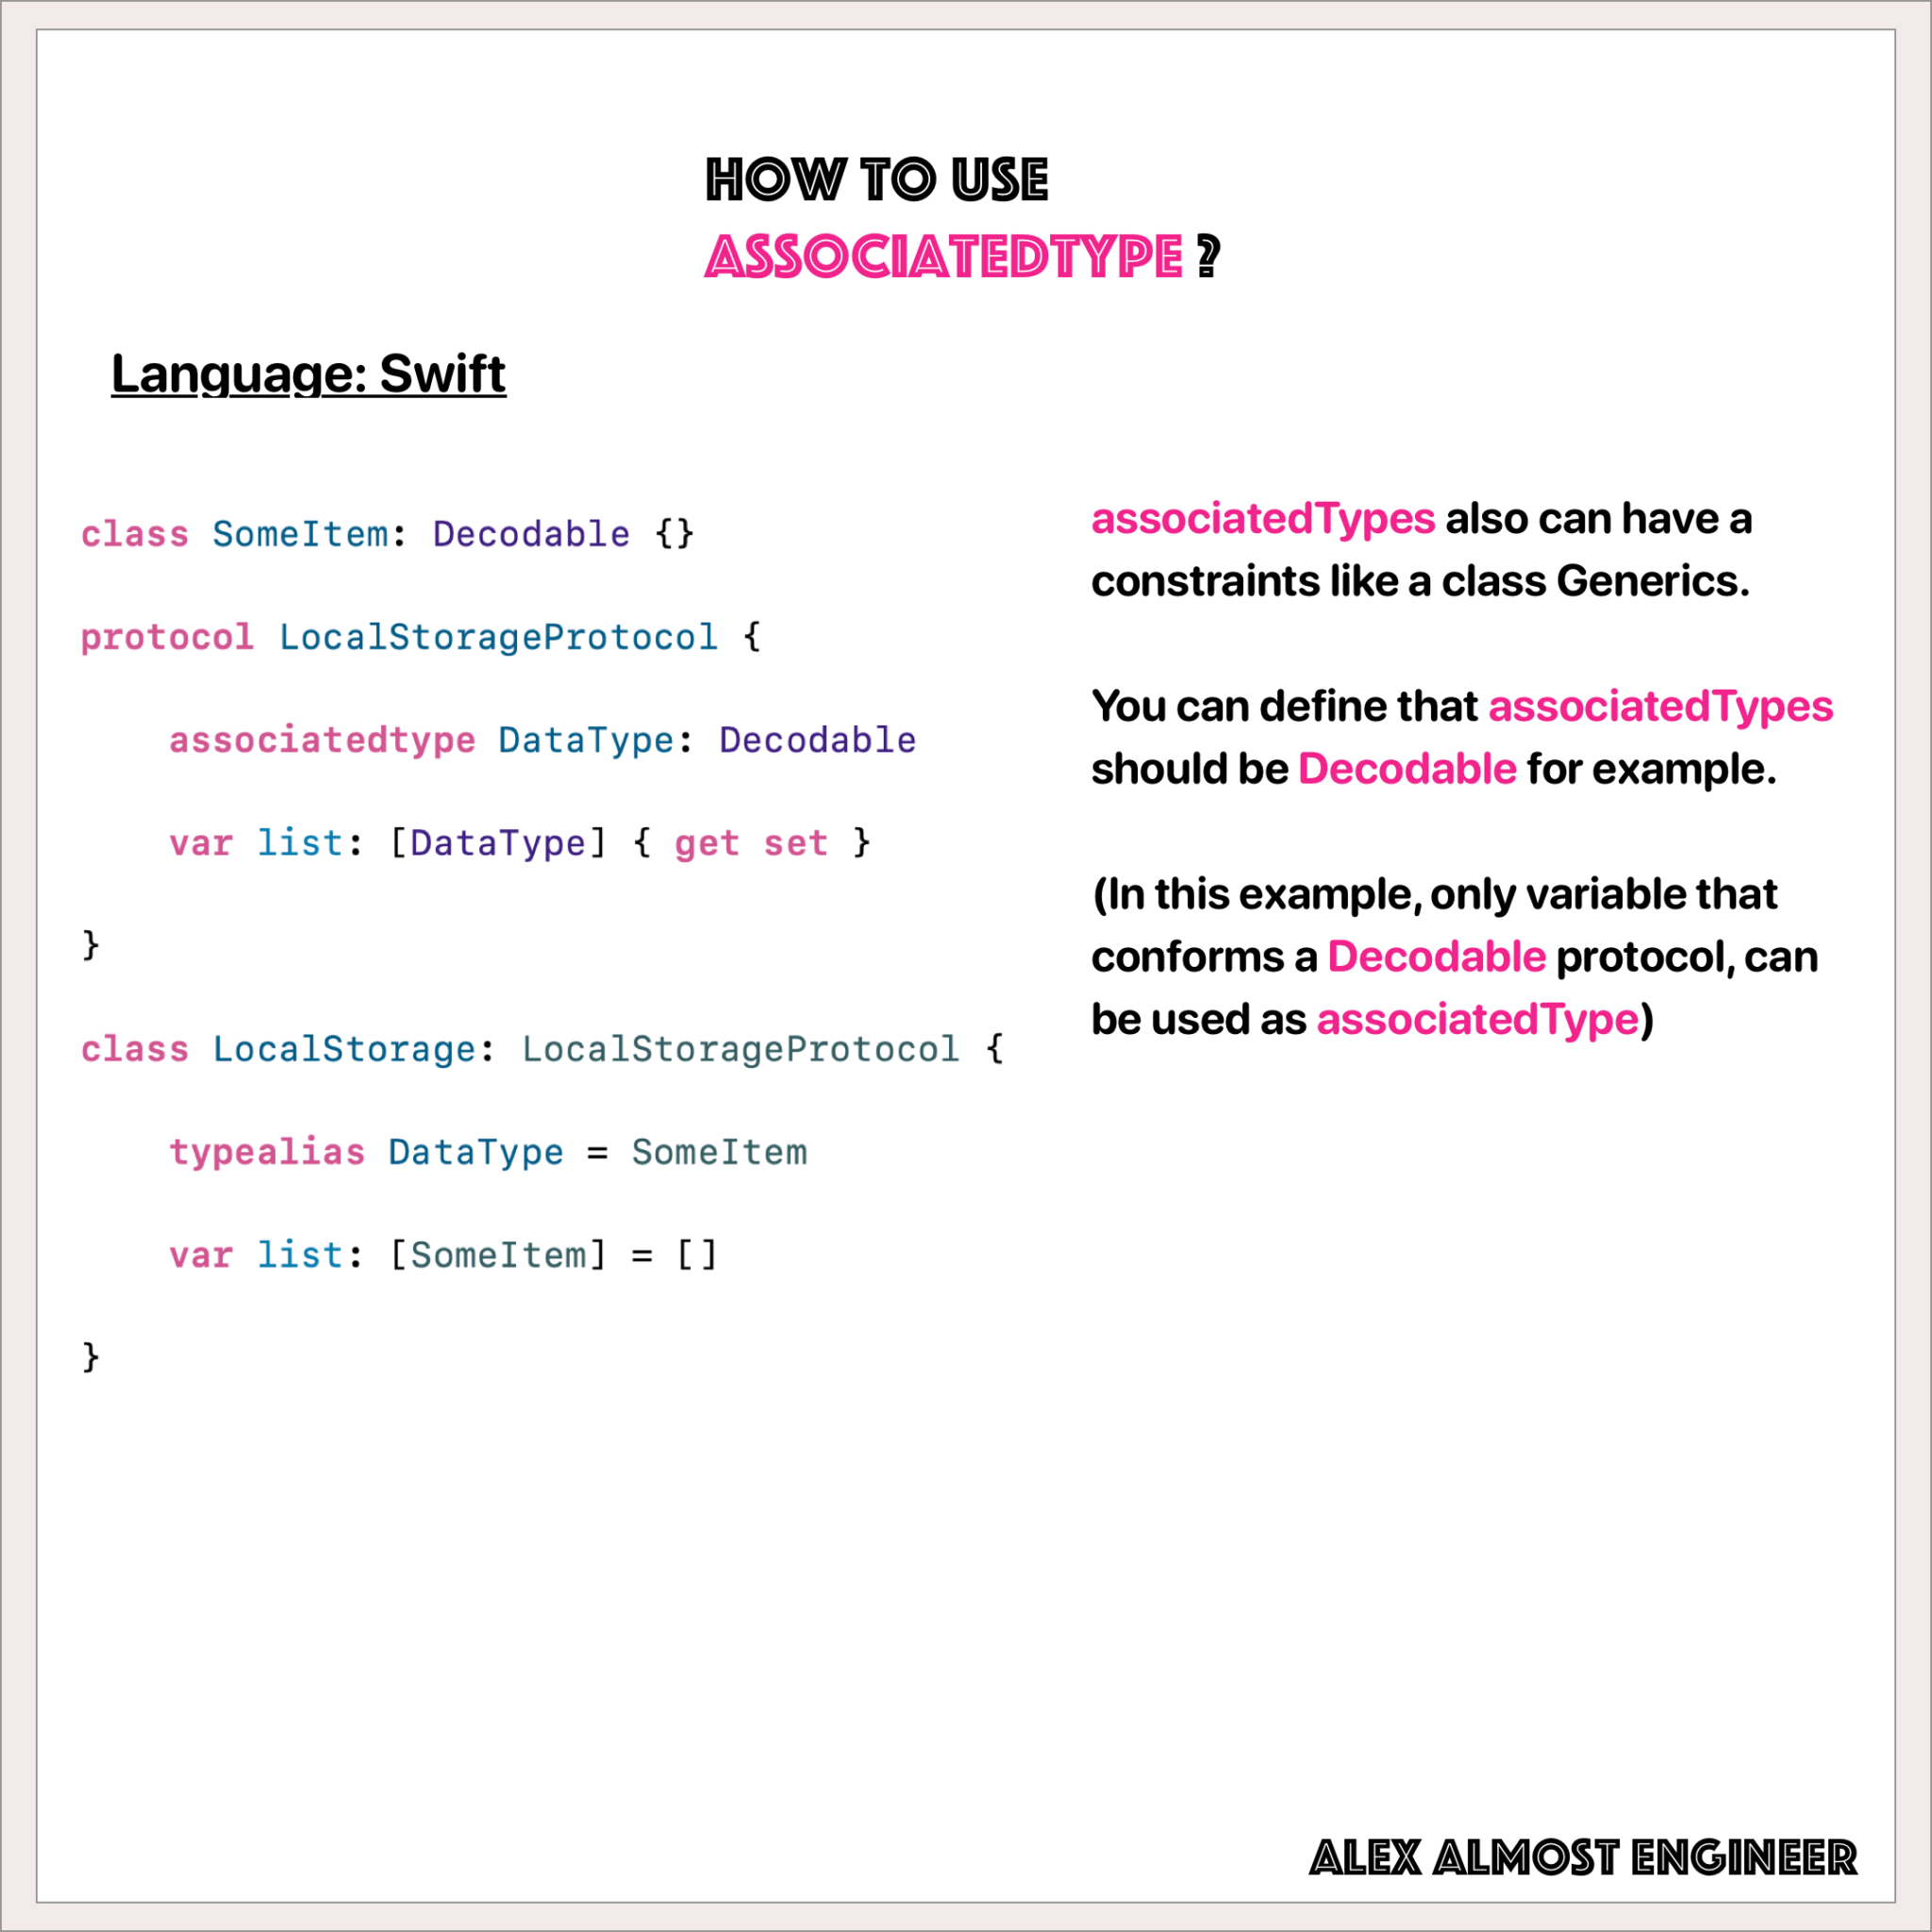 HOW TO USE
ASSOCIATEDTYPE ?
Language: Swift
class SomeItem: Decodable {}
protocol LocalStorageProtocol {
associatedtype DataType: Decodable
var list: [DataType] { get set }
}
class LocalStorage: LocalStorageProtocol {
typealias DataType = SomeItem
var list: [SomeItem] = []
}
associatedTypes also can have a
constraints like a class Generics.
You can define that associatedTypes
should be Decodable for example.
(In this example, only variable that
conforms a Decodable protocol, can
be used as associatedType)
ALEX ALMOST ENGINEER